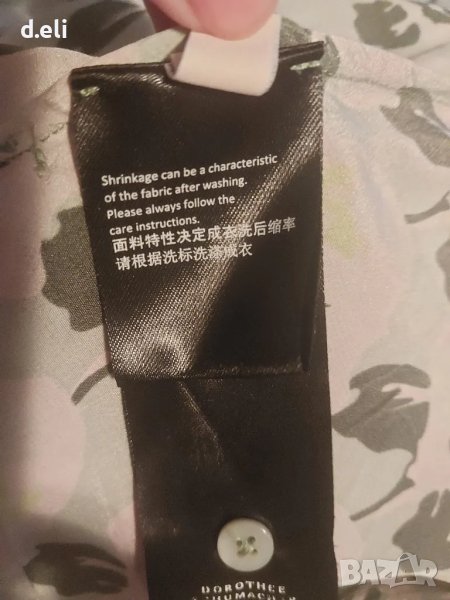 d.eli
Shrinkage can be a characteristic
of the fabric after washing.
Please always follow the
care instructions.
面料特性决定成衣洗后缩率
请根据洗标洗涤成衣
DOROTHEE
SCHUMACHER
BAZAR